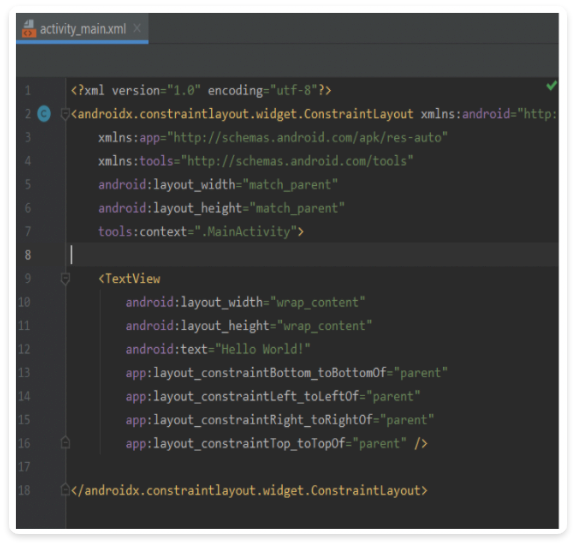 activity_main.xml
1 <?xml version="1.0" encoding="utf-8"?>
2 <androidx.constraintlayout.widget.ConstraintLayout xmlns:android="http:
3 xmlns:app="http://schemas.android.com/apk/res-auto"
4 xmlns:tools="http://schemas.android.com/tools"
5 android:layout_width="match_parent"
6 android:layout_height="match_parent"
7 tools:context=".MainActivity">
8
9 <TextView
10 android:layout_width="wrap_content"
11 android:layout_height="wrap_content"
12 android:text="Hello World!"
13 app:layout_constraintBottom_toBottomOf="parent"
14 app:layout_constraintLeft_toLeftOf="parent"
15 app:layout_constraintRight_toRightOf="parent"
16 app:layout_constraintTop_toTopOf="parent" />
17
18 </androidx.constraintlayout.widget.ConstraintLayout>